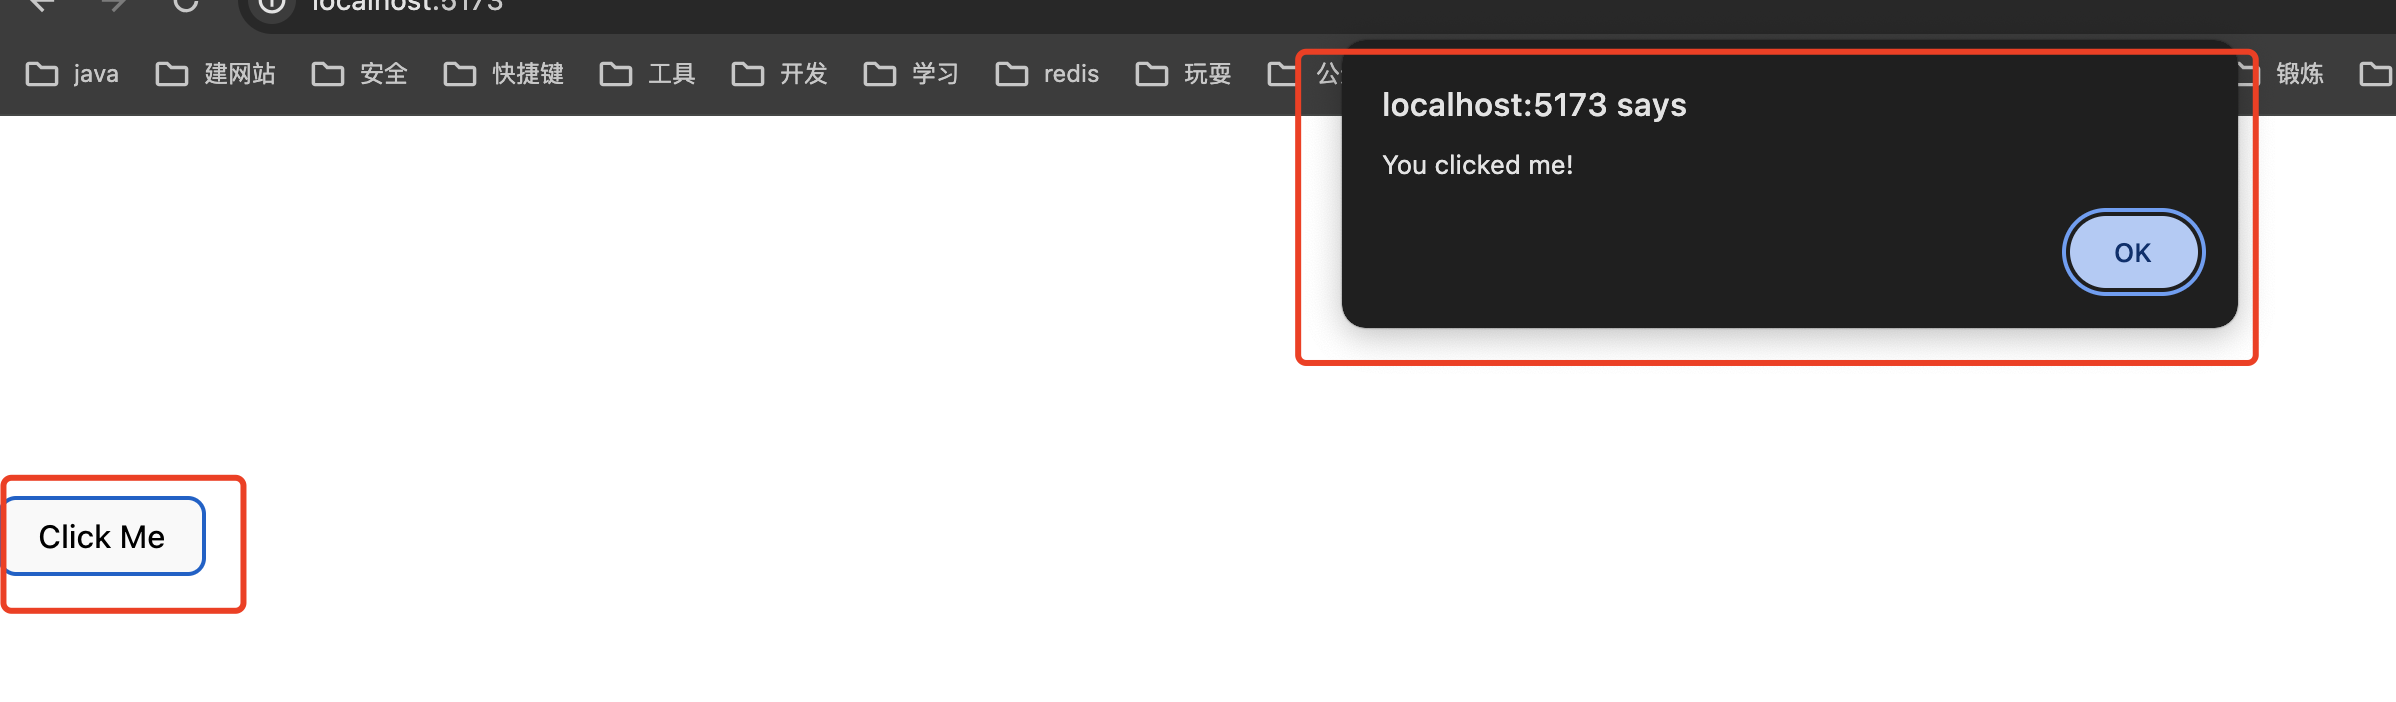 localhost:5173
java 建网站 安全 快捷键 工具 开发 学习 redis 玩耍 公 锻炼
localhost:5173 says
You clicked me!
OK
Click Me